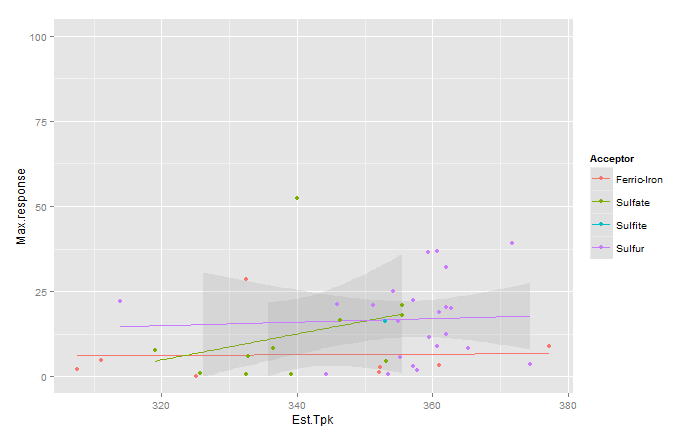 100
75
50
25
0
Max.response
320
340
360
380
Est.Tpk
Acceptor
Ferric-Iron
Sulfate
Sulfite
Sulfur